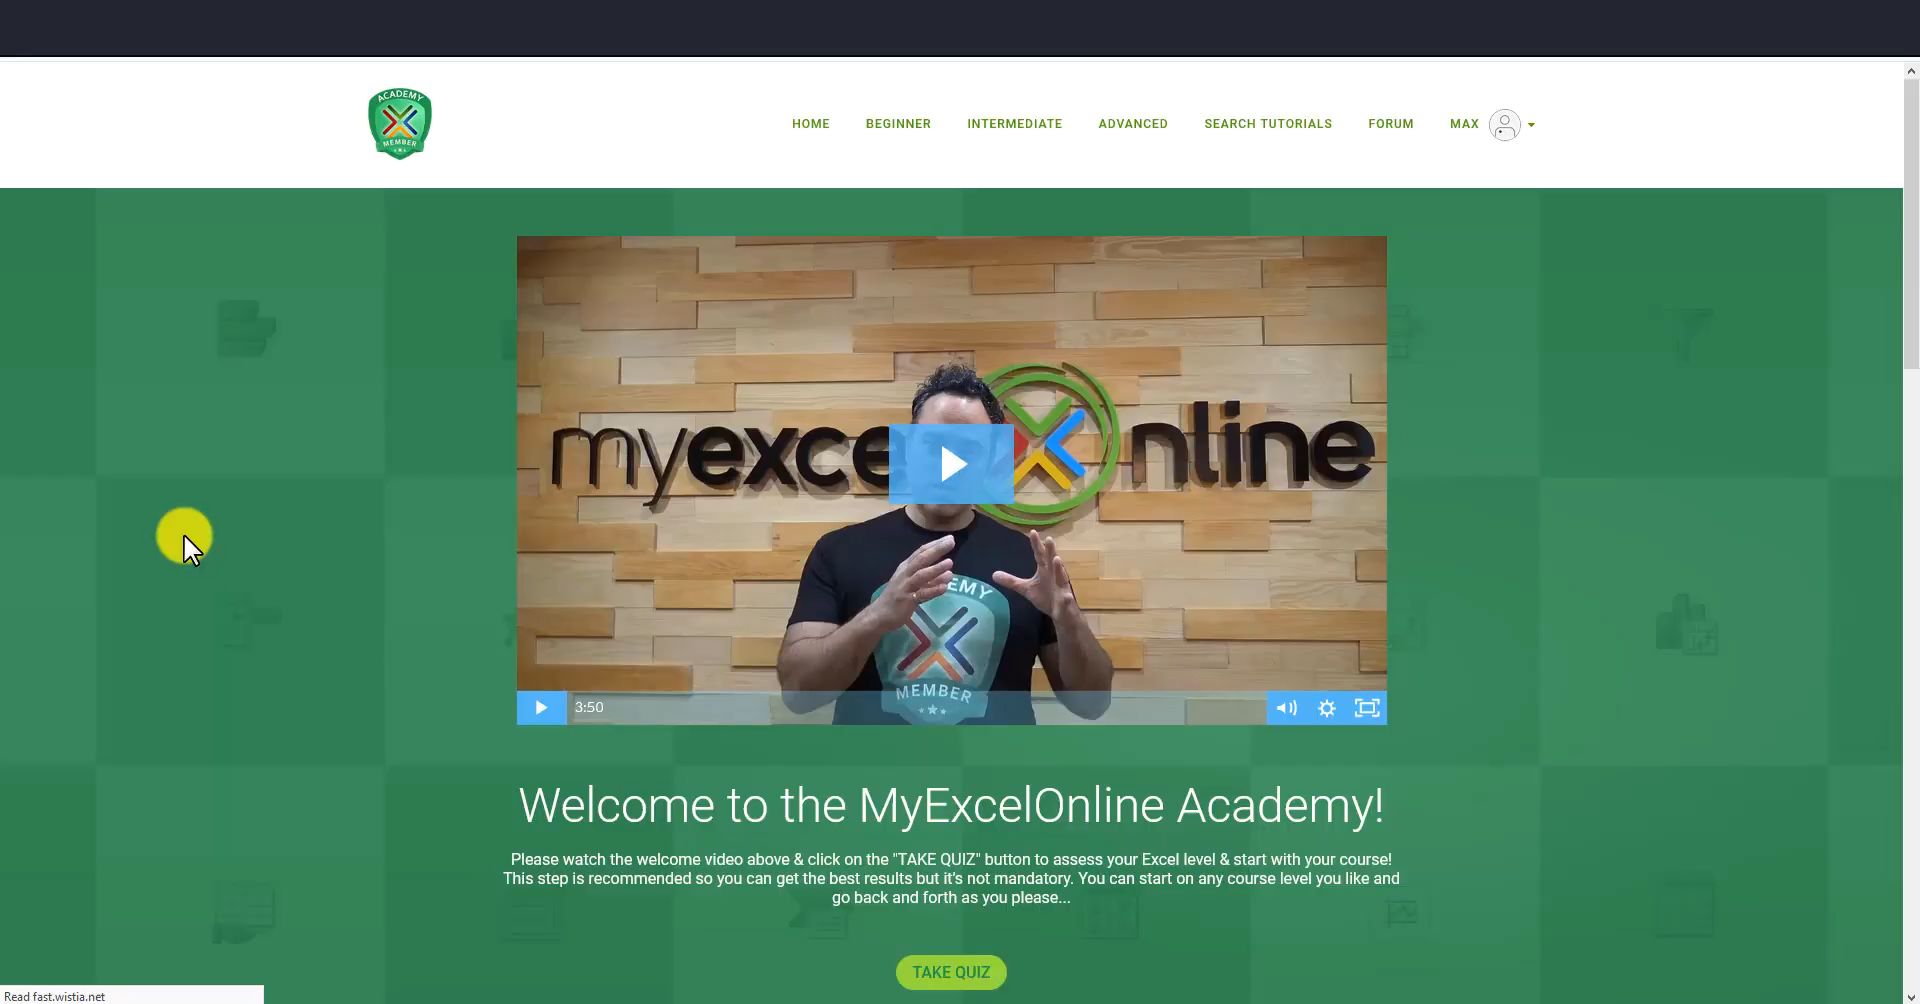 ACADEMY
MEMBER
HOME BEGINNER INTERMEDIATE ADVANCED SEARCH TUTORIALS FORUM MAX
myexce nline
EMY
MEMBER
3:50
Welcome to the MyExcelOnline Academy!
Please watch the welcome video above & click on the "TAKE QUIZ" button to assess your Excel level & start with your course!
This step is recommended so you can get the best results but it's not mandatory. You can start on any course level you like and
go back and forth as you please...
TAKE QUIZ
Read fast.wistia.net